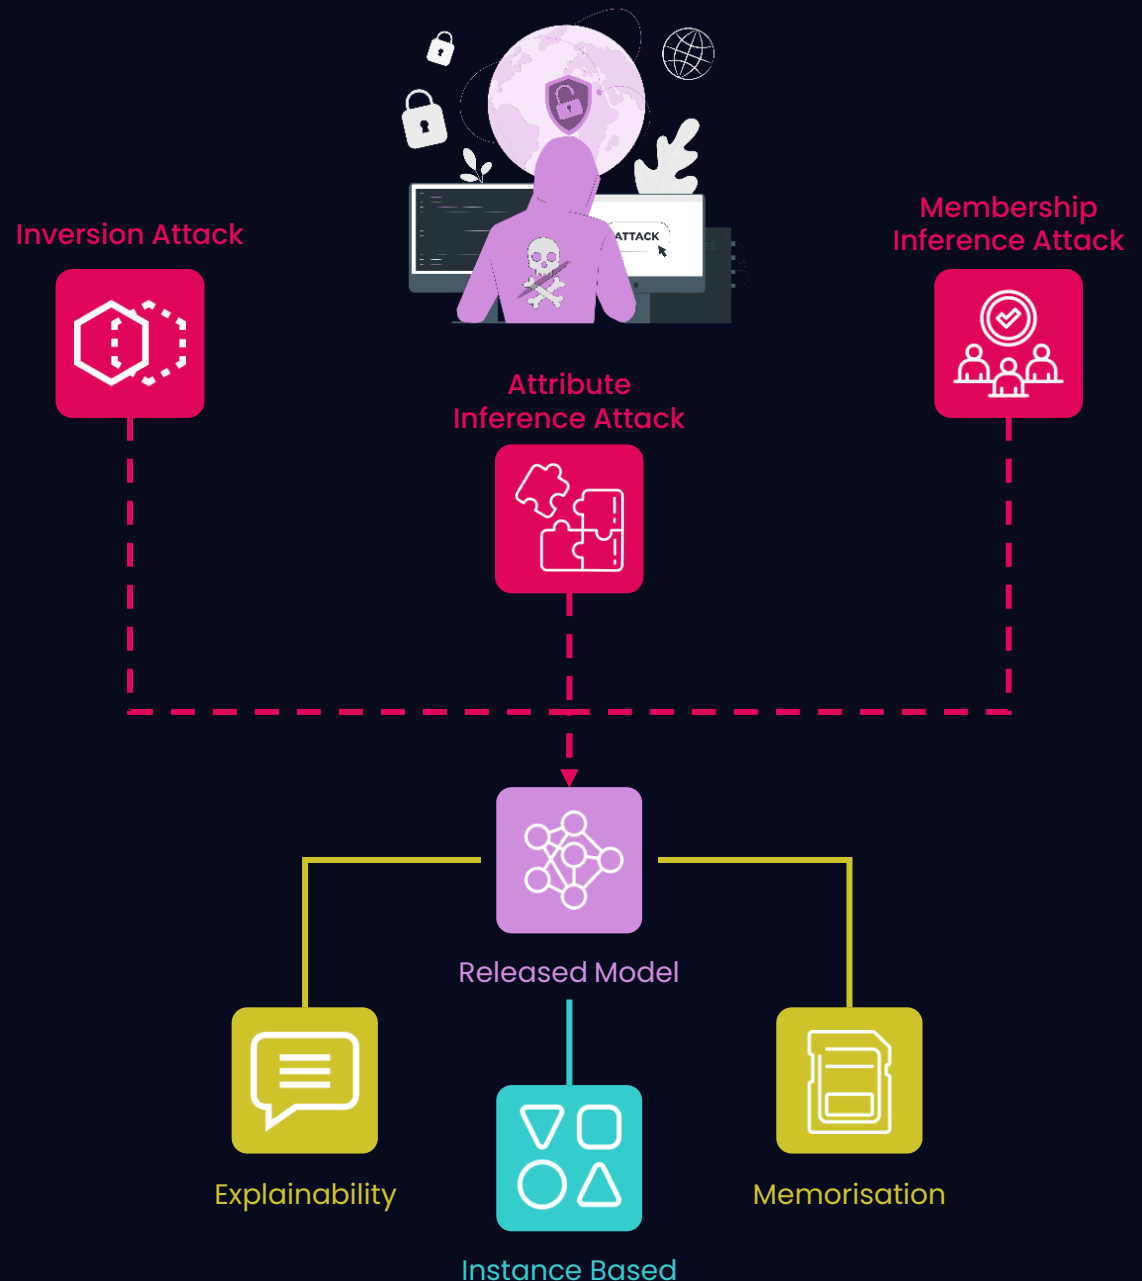 ATTACK
Inversion Attack
Membership
Inference Attack
Attribute
Inference Attack
Released Model
Explainability
Memorisation
Instance Based